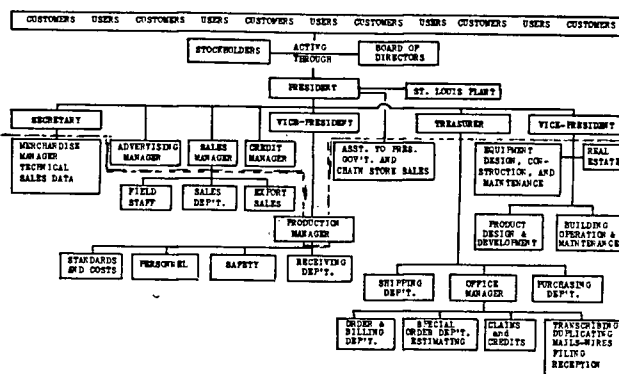 CUSTOMERS USERS CUSTOMERS USERS CUSTOMERS USERS CUSTOMERS USERS CUSTOMERS USERS CUSTOMERS
STOCKHOLDERS
ACTING
THROUGH
BOARD OF
DIRECTORS
PRESIDENT
ST. LOUIS PLANT
SECRETARY
VICE-PRESIDENT
TREASURER
VICE-PRESIDENT
MERCHANDISE
MANAGER
TECHNICAL
SALES DATA
ADVERTISING
MANAGER
SALES
MANAGER
CREDIT
MANAGER
ASST. TO PRES.
GOV'T. AND
CHAIN STORE SALES
EQUIPMENT
DESIGN, CON-
STRUCTION, AND
MAINTENANCE
REAL
ESTATE
FIELD
STAFF
SALES
DEP'T.
EXPORT
SALES
PRODUCTION
MANAGER
PRODUCT
DESIGN &
DEVELOPMENT
BUILDING
OPERATION &
MAINTENANCE
STANDARDS
AND COSTS
PERSONNEL
SAFETY
RECEIVING
DEP'T.
SHIPPING
DEP'T.
OFFICE
MANAGER
PURCHASING
DEP'T.
ORDER &
BILLING
DEP'T.
SPECIAL
ORDER DEP'T.
ESTIMATING
CLAIMS
and
CREDITS
TRANSCRIBING
DUPLICATING
MAILS-WIRES
FILING
RECEPTION